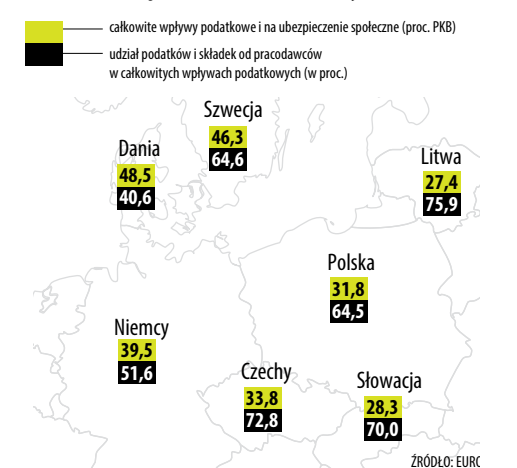 całkowite wpływy podatkowe i na ubezpieczenie społeczne (proc. PKB)
udział podatków i składek od pracodawców
w całkowitych wpływach podatkowych (w proc.)
Szwecja
46,3
64,6
Dania
48,5
40,6
Litwa
27,4
75,9
Polska
31,8
64,5
Niemcy
39,5
51,6
Czechy
33,8
72,8
Słowacja
28,3
70,0
ŹRÓDŁO: EURO